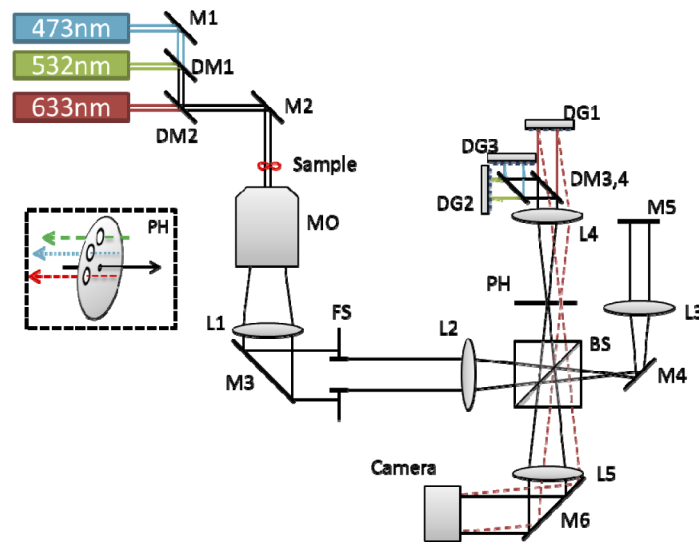 473nm
M1
532nm
DM1
633nm
DM2
M2
Sample
MO
DG1
DG3
DM3,4
DG2
L4
M5
PH
PH
L3
L1
FS
L2
BS
M3
M4
Camera
L5
M6